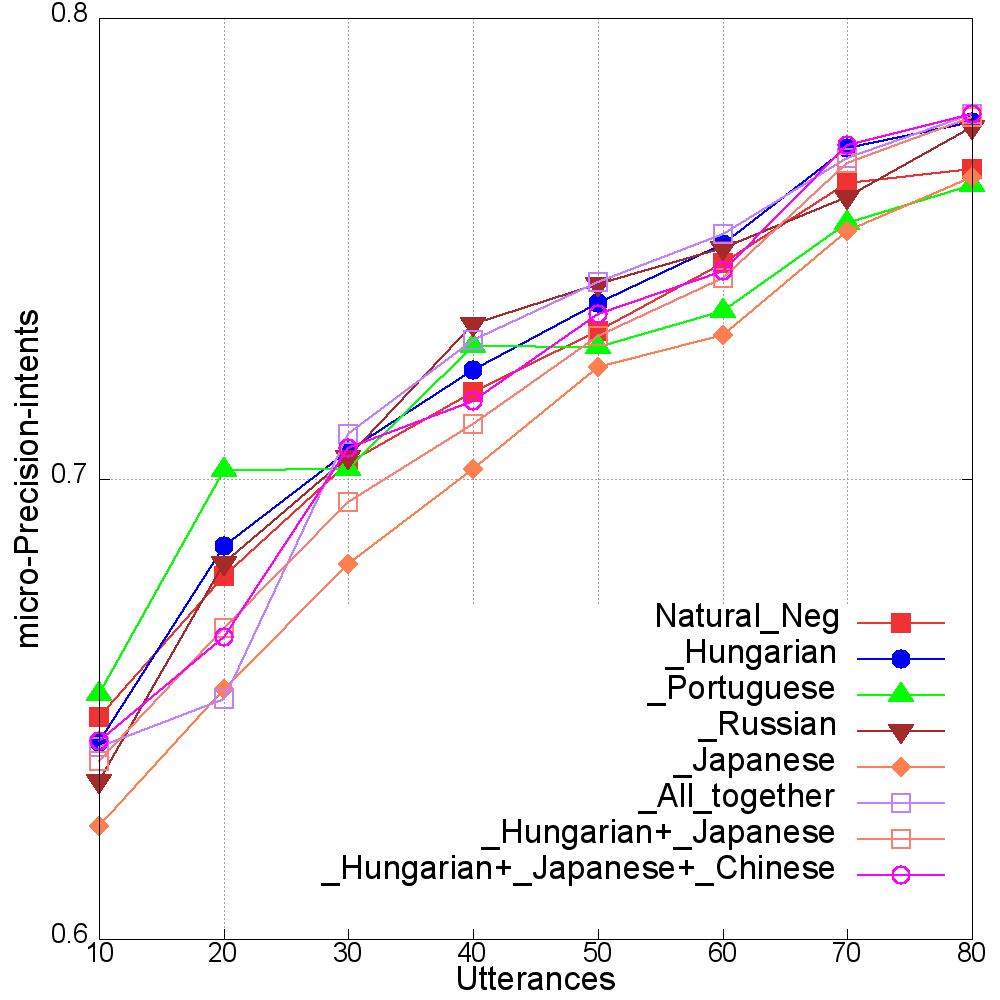 0.8
0.7
0.6
micro-Precision-intents
Natural_Neg
_Hungarian
_Portuguese
_Russian
_Japanese
_All_together
_Hungarian+_Japanese
_Hungarian+_Japanese+_Chinese
10 20 30 40 50 60 70 80
Utterances